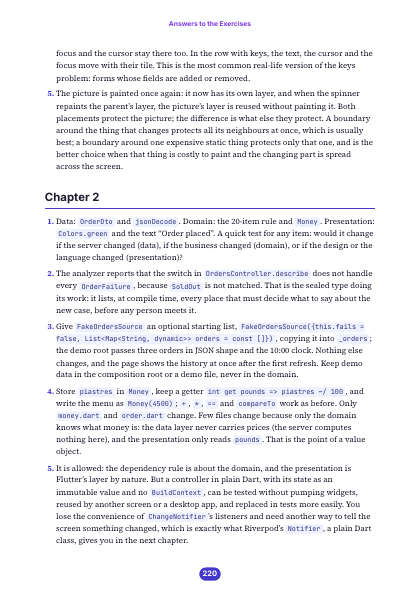 Answers to the Exercises
focus and the cursor stay there too. In the row with keys, the text, the cursor and the
focus move with their tile. This is the most common real-life version of the keys
problem: forms whose fields are added or removed.
5. The picture is painted once again: it now has its own layer, and when the spinner
repaints the parent’s layer, the picture’s layer is reused without painting it. Both
placements protect the picture; the difference is what else they protect. A boundary
around the thing that changes protects all its neighbours at once, which is usually
best; a boundary around one expensive static thing protects only that one, and is the
better choice when that thing is costly to paint and the changing part is spread
across the screen.
Chapter 2
1. Data: OrderDto and jsonDecode. Domain: the 20-item rule and Money. Presentation:
Colors.green and the text “Order placed”. A quick test for any item: would it change
if the server changed (data), if the business changed (domain), or if the design or the
language changed (presentation)?
2. The analyzer reports that the switch in OrdersController.describe does not handle
every OrderFailure, because SoldOut is not matched. That is the sealed type doing
its work: it lists, at compile time, every place that must decide what to say about the
new case, before any person meets it.
3. Give FakeOrdersSource an optional starting list, FakeOrdersSource({this.fails =
false, List<Map<String, dynamic>> orders = const []}), copying it into _orders;
the demo root passes three orders in JSON shape and the 10:00 clock. Nothing else
changes, and the page shows the history at once after the first refresh. Keep demo
data in the composition root or a demo file, never in the domain.
4. Store piastres in Money, keep a getter int get pounds => piastres ~/ 100, and
write the menu as Money(4500); +, *, == and compareTo work as before. Only
money.dart and order.dart change. Few files change because only the domain
knows what money is: the data layer never carries prices (the server computes
nothing here), and the presentation only reads pounds. That is the point of a value
object.
5. It is allowed: the dependency rule is about the domain, and the presentation is
Flutter’s layer by nature. But a controller in plain Dart, with its state as an
immutable value and no BuildContext, can be tested without pumping widgets,
reused by another screen or a desktop app, and replaced in tests more easily. You
lose the convenience of ChangeNotifier’s listeners and need another way to tell the
screen something changed, which is exactly what Riverpod’s Notifier, a plain Dart
class, gives you in the next chapter.
220